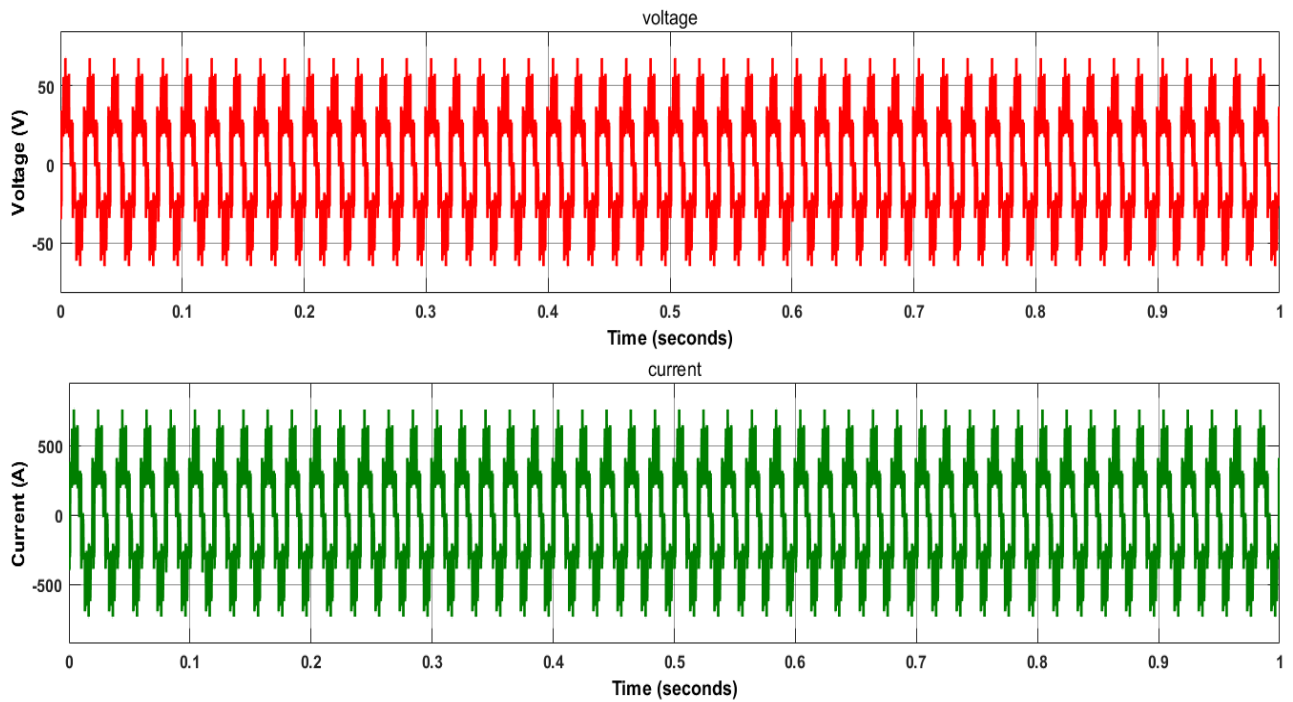 voltage
Voltage (V)
50
0
-50
0 0.1 0.2 0.3 0.4 0.5 0.6 0.7 0.8 0.9 1
Time (seconds)
current
Current (A)
500
0
-500
0 0.1 0.2 0.3 0.4 0.5 0.6 0.7 0.8 0.9 1
Time (seconds)